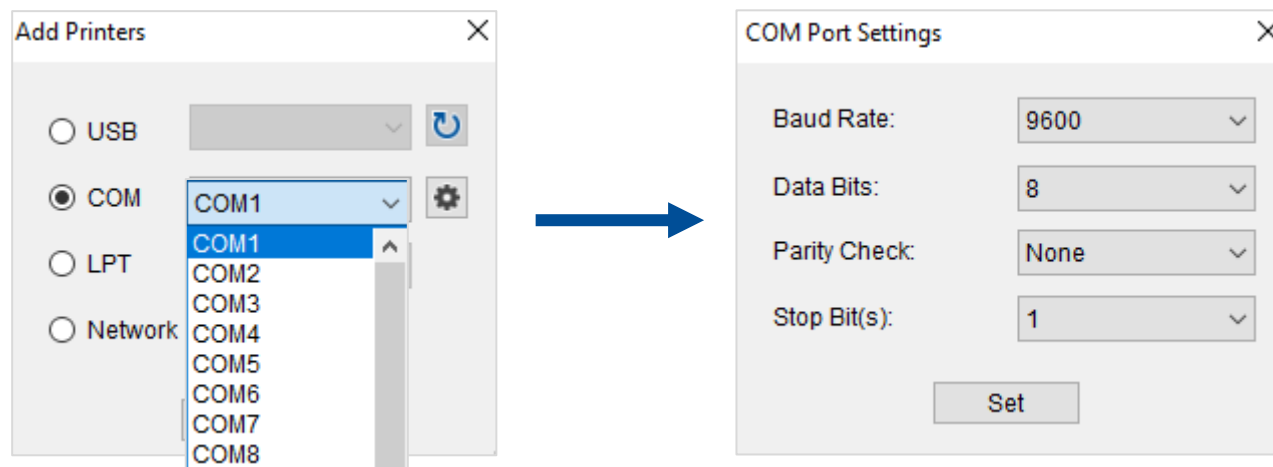 Add Printers
USB
COM
COM1
COM1
COM2
LPT
COM3
Network
COM4
COM5
COM6
COM7
COM8
COM Port Settings
Baud Rate: 9600
Data Bits: 8
Parity Check: None
Stop Bit(s): 1
Set